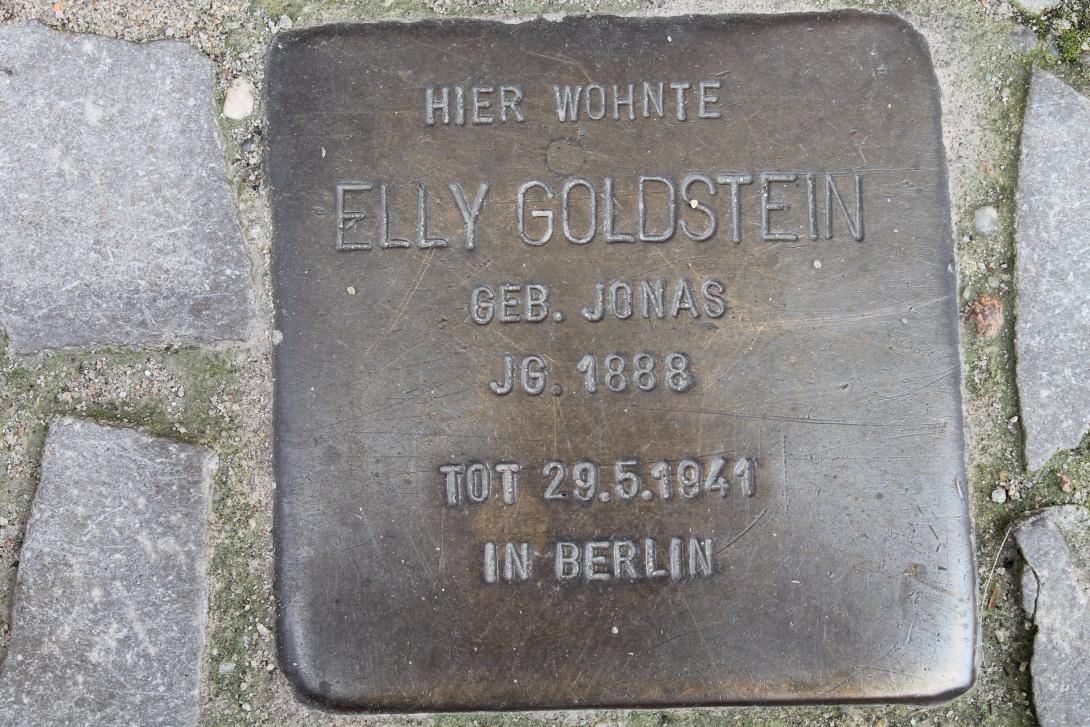 HIER WOHNTE
ELLY GOLDSTEIN
GEB. JONAS
JG. 1888
TOT 29.5.1941
IN BERLIN